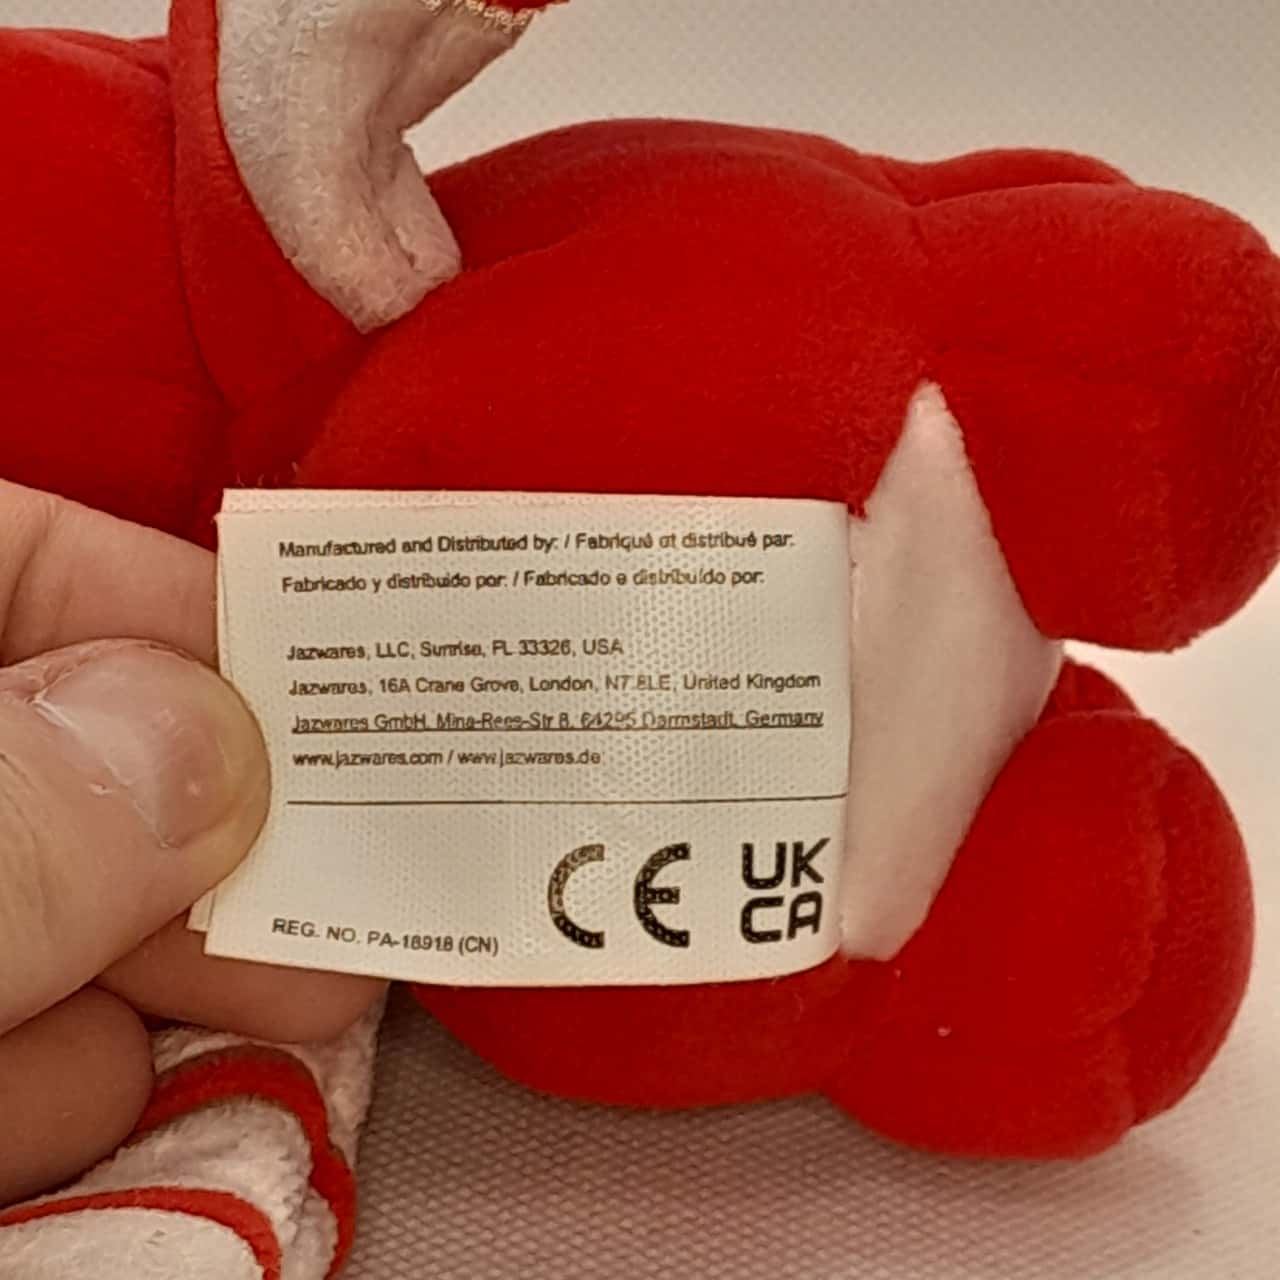 Manufactured and Distributed by: / Fabriqué et distribué par:
Fabricado y distribuido por: / Fabricado e distribuído por:
Jazwares, LLC, Sunrise, FL 33326, USA
Jazwares, 16A Crane Grove, London, N7 8LE, United Kingdom
Jazwares GmbH, Mina-Rees-Str 8, 64295 Darmstadt, Germany
www.jazwares.com / www.jazwares.de
CE
UK
CA
REG. NO. PA-18918 (CN)